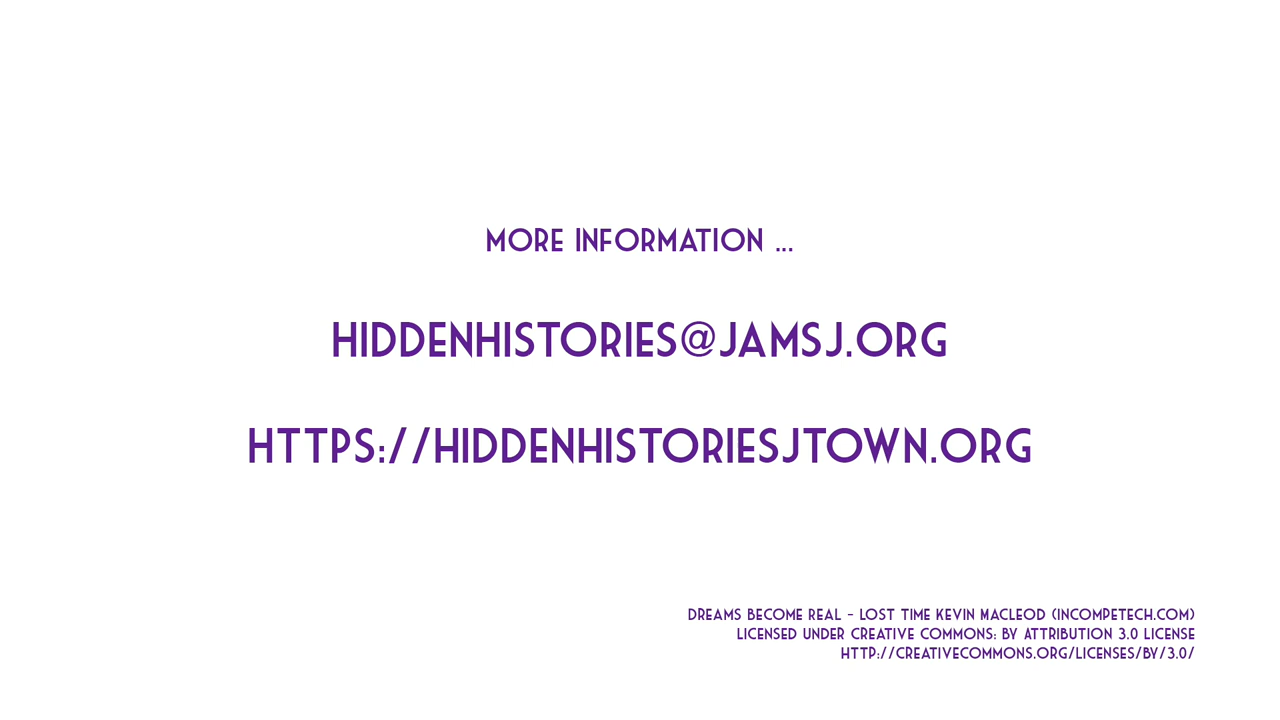 MORE INFORMATION ...
HIDDENHISTORIES@JAMSJ.ORG
HTTPS://HIDDENHISTORIESJTOWN.ORG
DREAMS BECOME REAL - LOST TIME KEVIN MACLEOD (INCOMPETECH.COM)
LICENSED UNDER CREATIVE COMMONS: BY ATTRIBUTION 3.0 LICENSE
HTTP://CREATIVECOMMONS.ORG/LICENSES/BY/3.0/